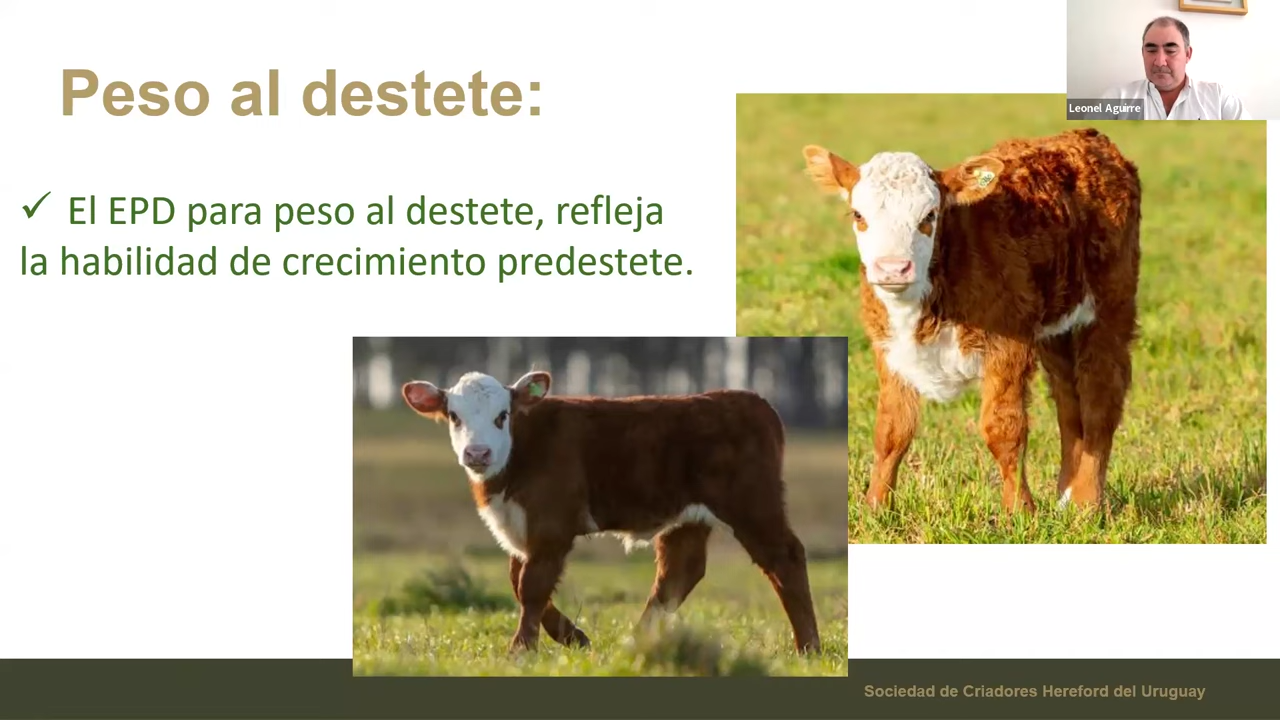 Peso al destete:
Leonel Aguirre
✓ El EPD para peso al destete, refleja
la habilidad de crecimiento predestete.
Sociedad de Criadores Hereford del Uruguay